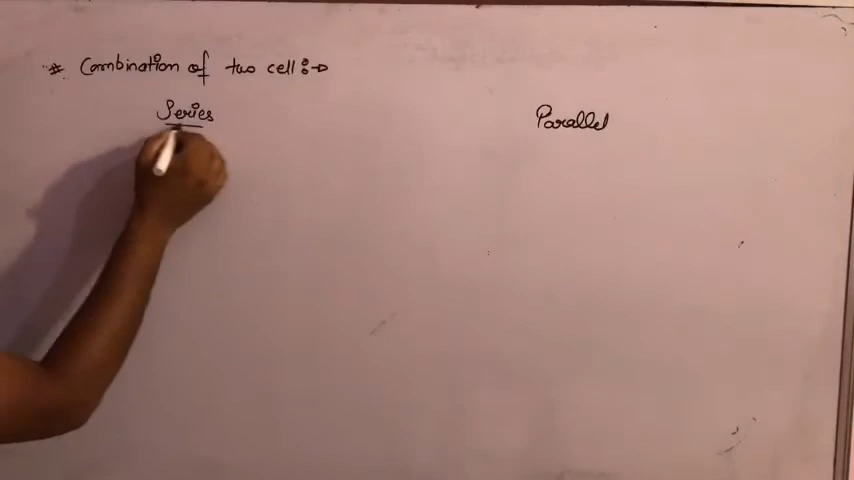 * Combination of two cell :→
Series
Parallel